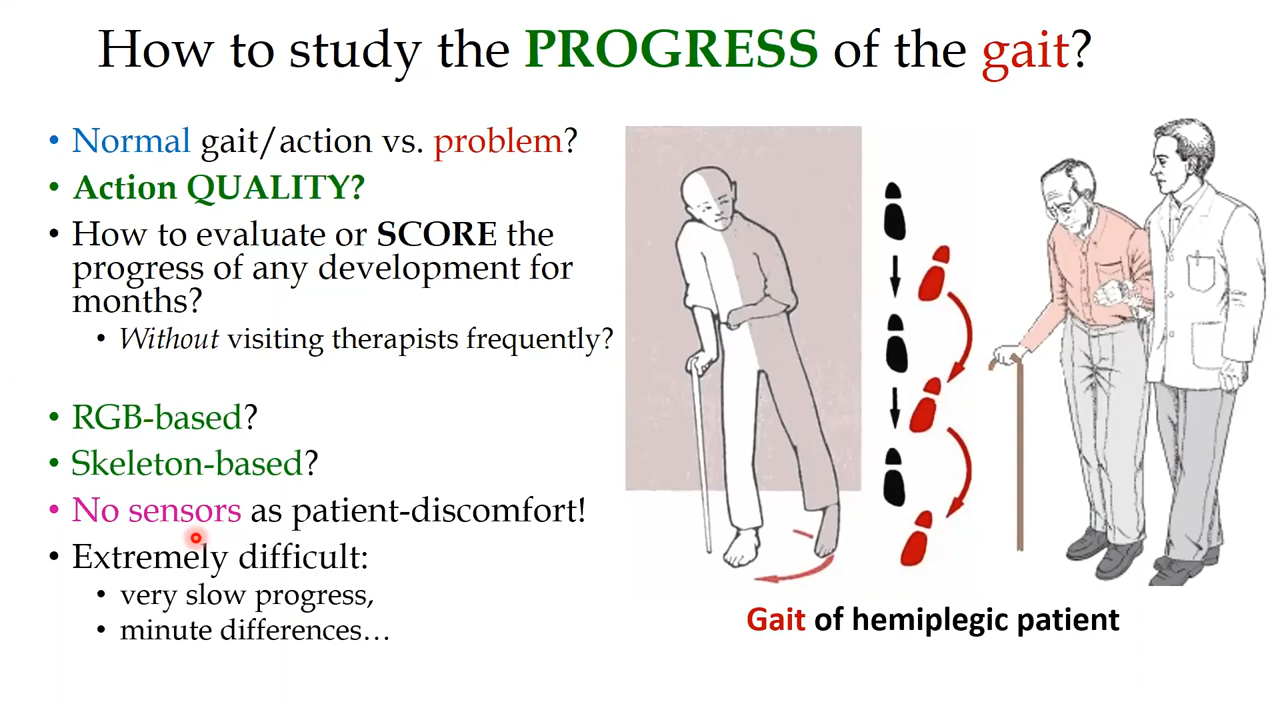 How to study the PROGRESS of the gait?
• Normal gait/action vs. problem?
• Action QUALITY?
• How to evaluate or SCORE the
progress of any development for
months?
• Without visiting therapists frequently?
• RGB-based?
• Skeleton-based?
• No sensors as patient-discomfort!
• Extremely difficult:
• very slow progress,
• minute differences…
Gait of hemiplegic patient